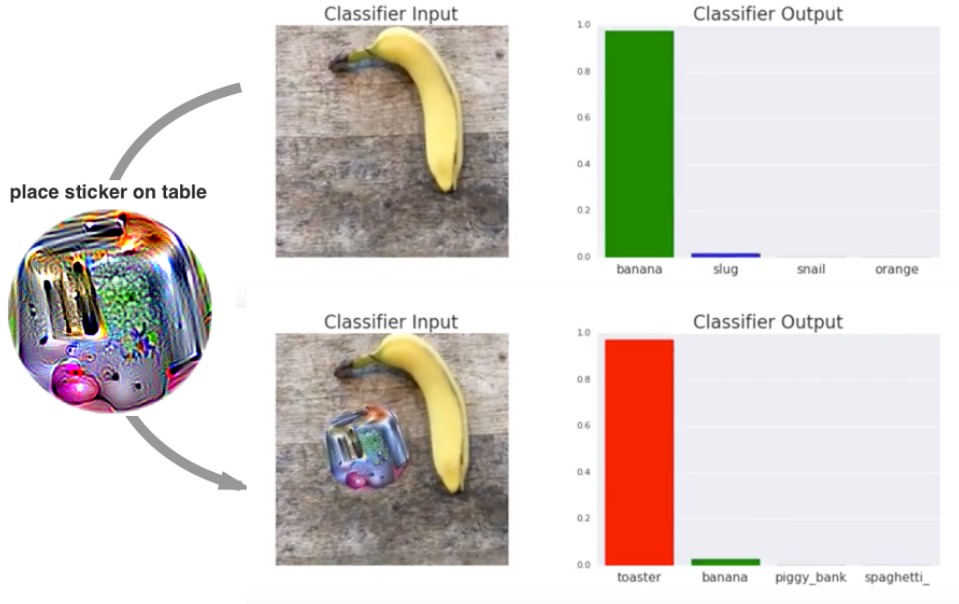 Classifier Input
Classifier Output
1.0
0.8
0.6
0.4
0.2
0.0
banana slug snail orange
place sticker on table
Classifier Input
Classifier Output
1.0
0.8
0.6
0.4
0.2
0.0
toaster banana piggy_bank spaghetti_